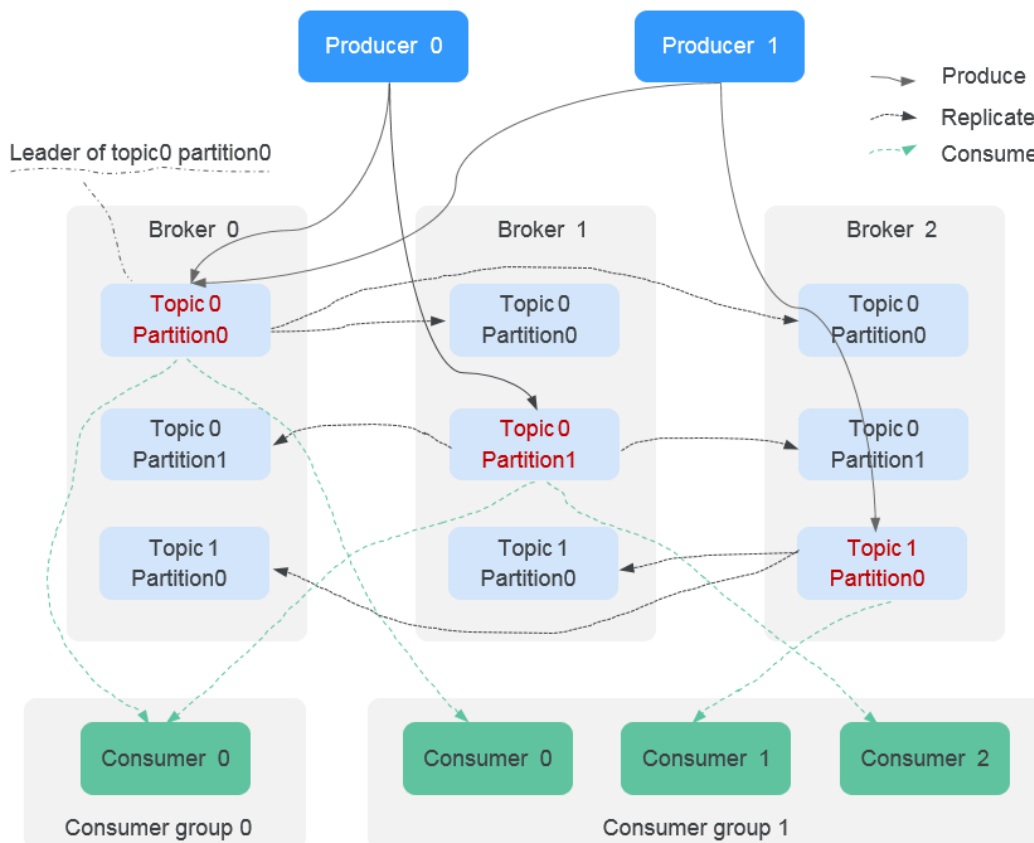 Producer 0
Producer 1
Produce
Replicate
Consume
Leader of topic0 partition0
Broker 0
Broker 1
Broker 2
Topic 0
Partition0
Topic 0
Partition0
Topic 0
Partition0
Topic 0
Partition1
Topic 0
Partition1
Topic 0
Partition1
Topic 1
Partition0
Topic 1
Partition0
Topic 1
Partition0
Consumer 0
Consumer 0
Consumer 1
Consumer 2
Consumer group 0
Consumer group 1